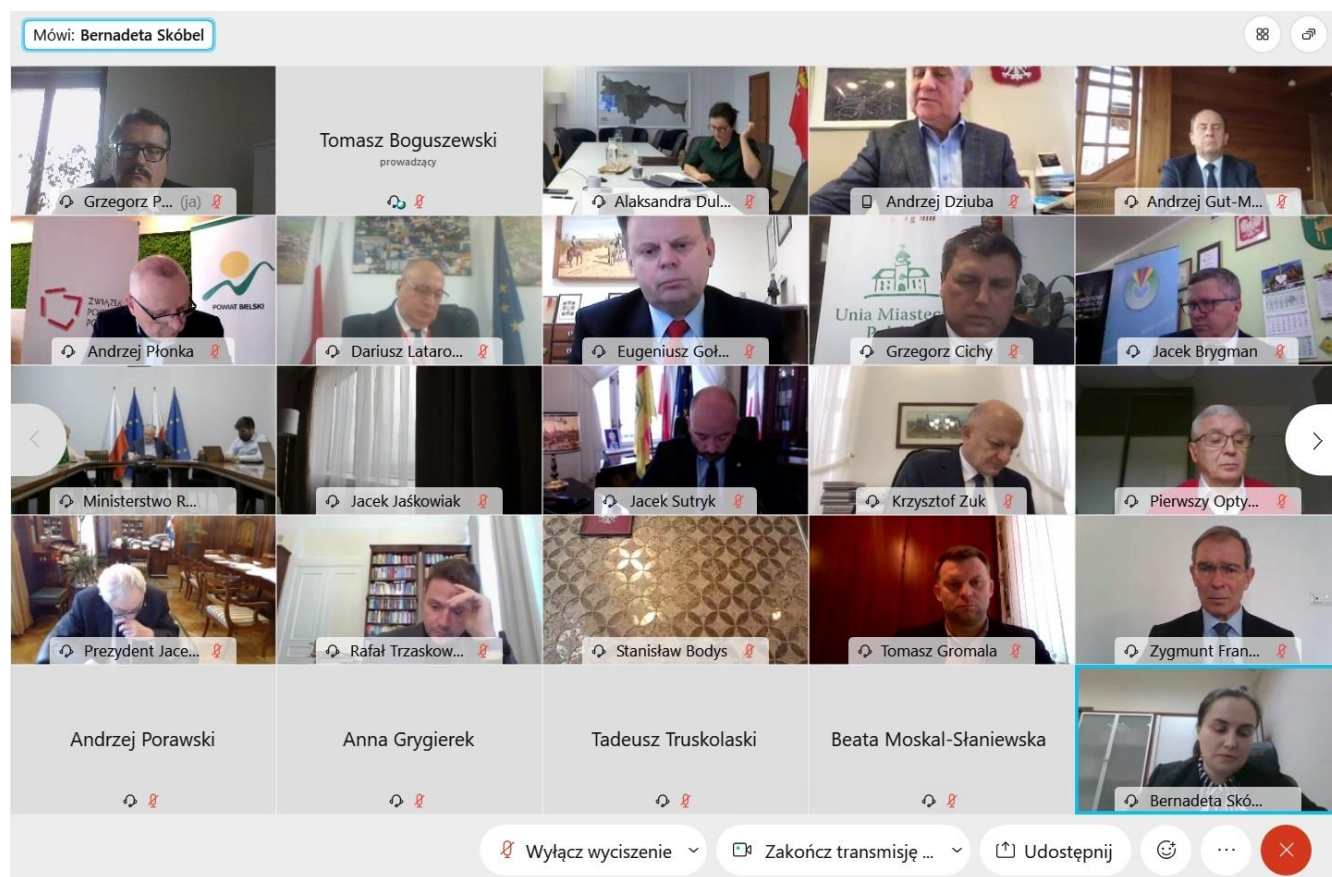 Mówi: Bernadeta Skóbel
Grzegorz P... (ja)
Tomasz Boguszewski
prowadzący
Alaksandra Dul...
Andrzej Dziuba
Andrzej Gut-M...
ZWIĄZEK
POWIAT BIELSKI
Andrzej Płonka
Dariusz Lataro...
Eugeniusz Goł...
Unia Miastec
Grzegorz Cichy
Jacek Brygman
Ministerstwo R...
Jacek Jaśkowiak
Jacek Sutryk
Krzysztof Zuk
Pierwszy Opty...
Prezydent Jace...
Rafał Trzaskow...
Stanisław Bodys
Tomasz Gromala
Zygmunt Fran...
Andrzej Porawski
Anna Grygierek
Tadeusz Truskolaski
Beata Moskal-Słaniewska
Bernadeta Skó...
Wyłącz wyciszenie
Zakończ transmisję ...
Udostępnij